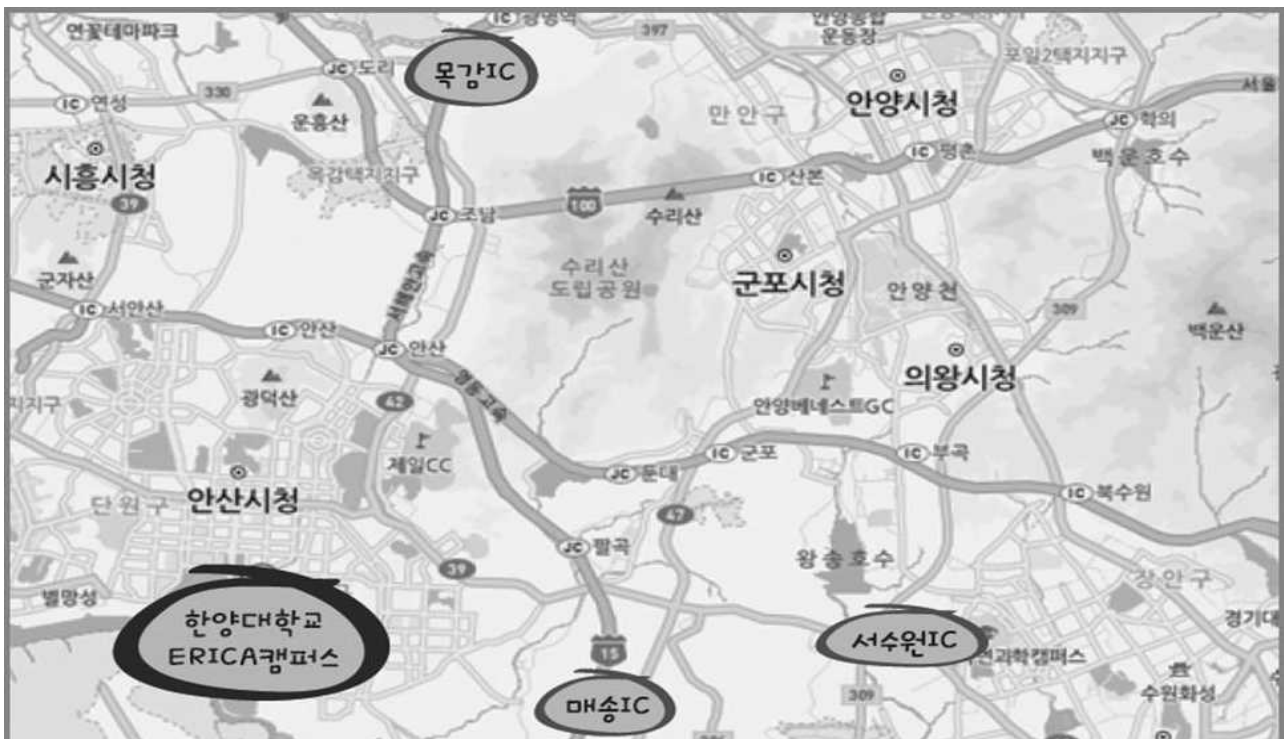 연꽃테마파크
IC 광명역
397
안양종합
운동장
포일2택지지구
목감IC
JC 도리
330
IC 연성
운흥산
만안구
안양시청
서울
JC 학의
IC 평촌
백운호수
시흥시청
39
목감택지지구
IC 산본
JC 조남
100
수리산
군자산
수리산
도립공원
군포시청
안양천
서해안고속
309
백운산
IC 서안산
IC 안산
JC 안산
의왕시청
영동고속
지지구
광덕산
42
안양베네스트GC
제일CC
IC 군포
IC 부곡
JC 둔대
안산시청
단원구
IC 북수원
47
JC 팔곡
왕송호수
39
장안구
벌망성
경기대
한양대학교
ERICA캠퍼스
서수원IC
연과학캠퍼스
15
매송IC
309
수원화성